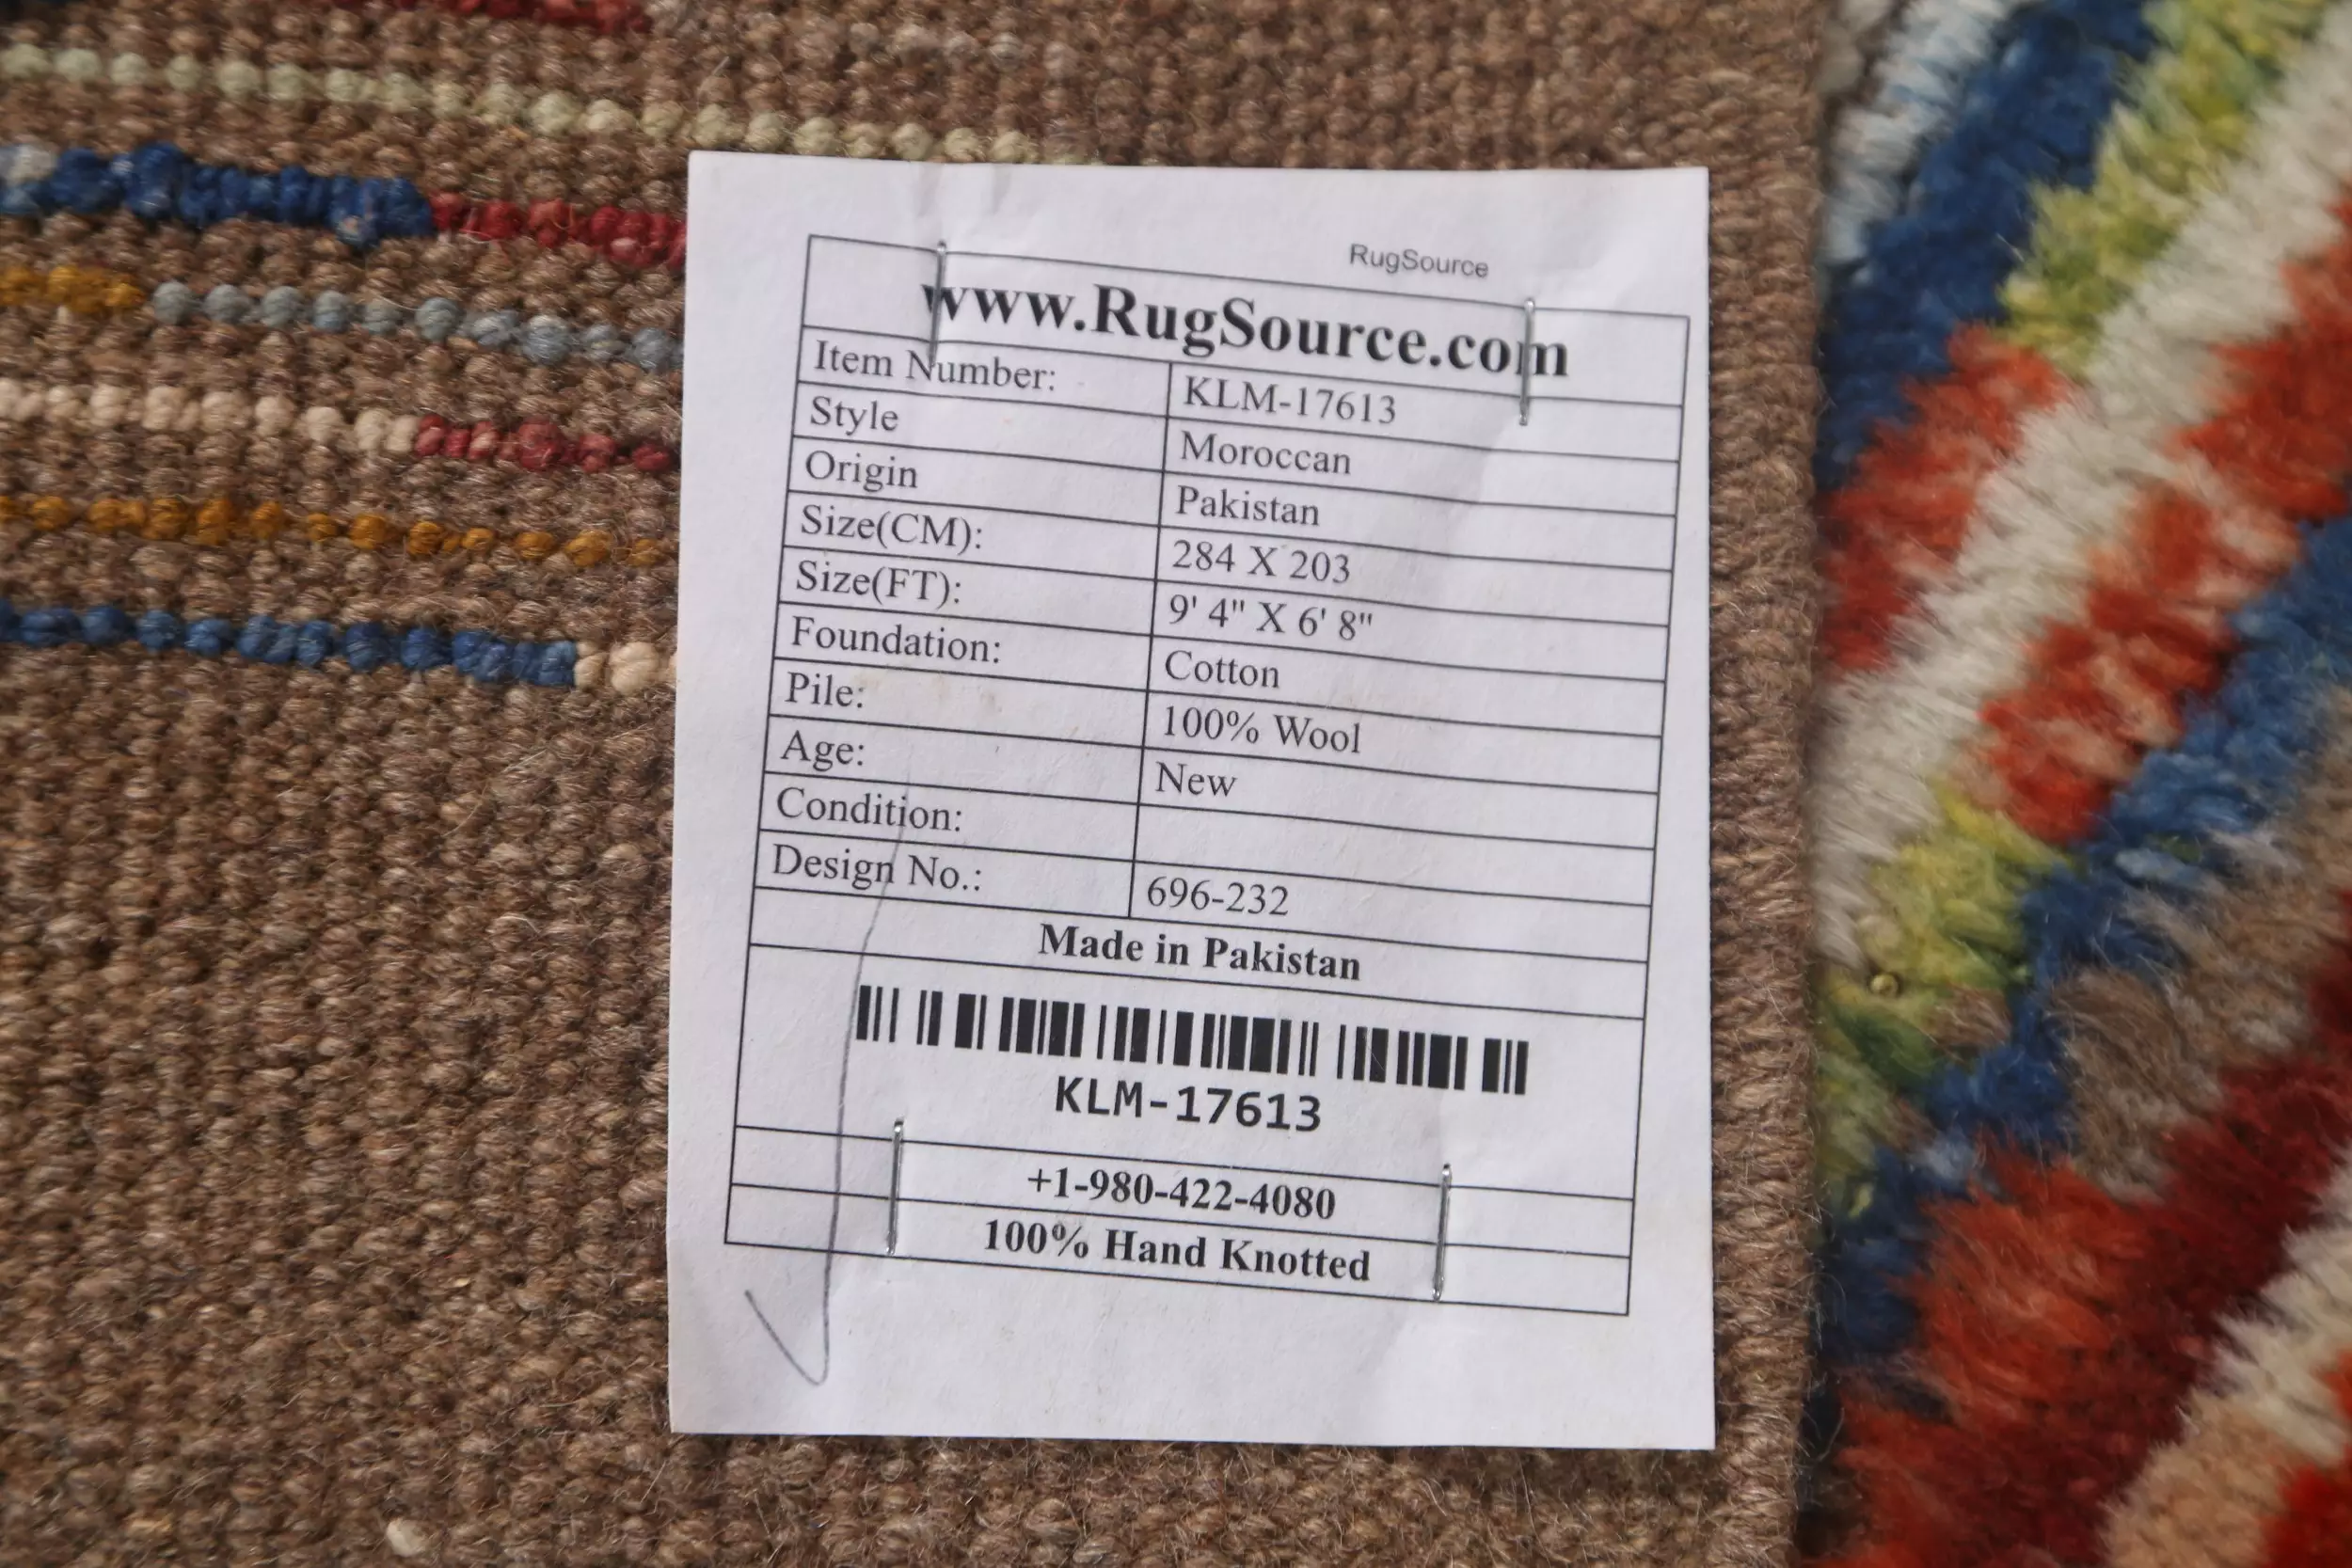 RugSource
www.RugSource.com
Item Number: KLM-17613
Style Moroccan
Origin Pakistan
Size(CM): 284 X 203
Size(FT): 9' 4" X 6' 8"
Foundation: Cotton
Pile: 100% Wool
Age: New
Condition:
Design No.: 696-232
Made in Pakistan
KLM-17613
+1-980-422-4080
100% Hand Knotted